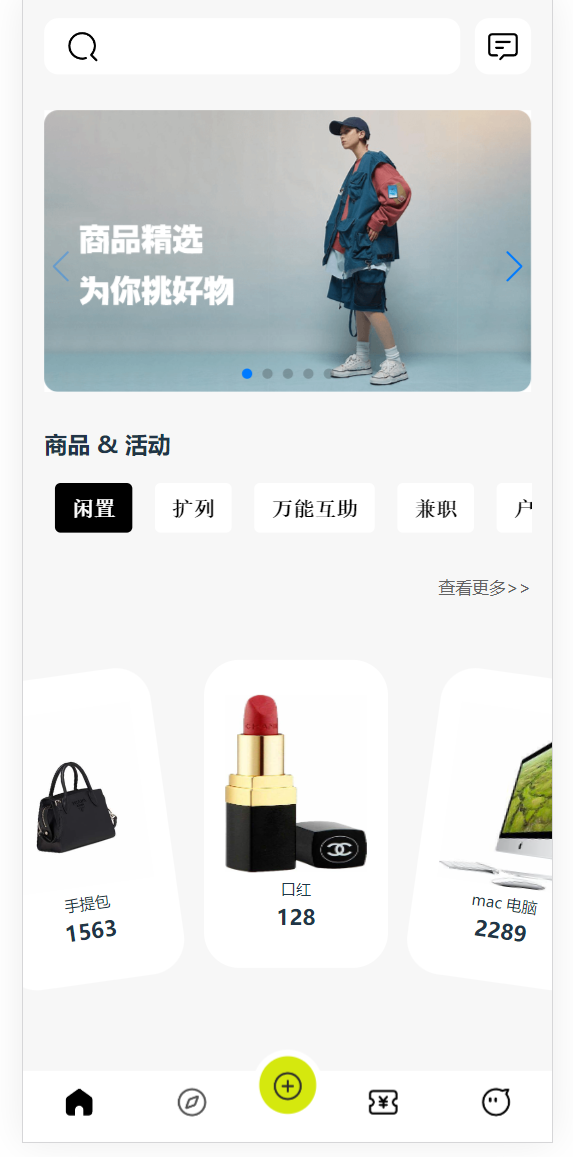 商品精选
为你挑好物
商品 & 活动
闲置 扩列 万能互助 兼职 户
查看更多>>
手提包
1563
口红
128
mac 电脑
2289